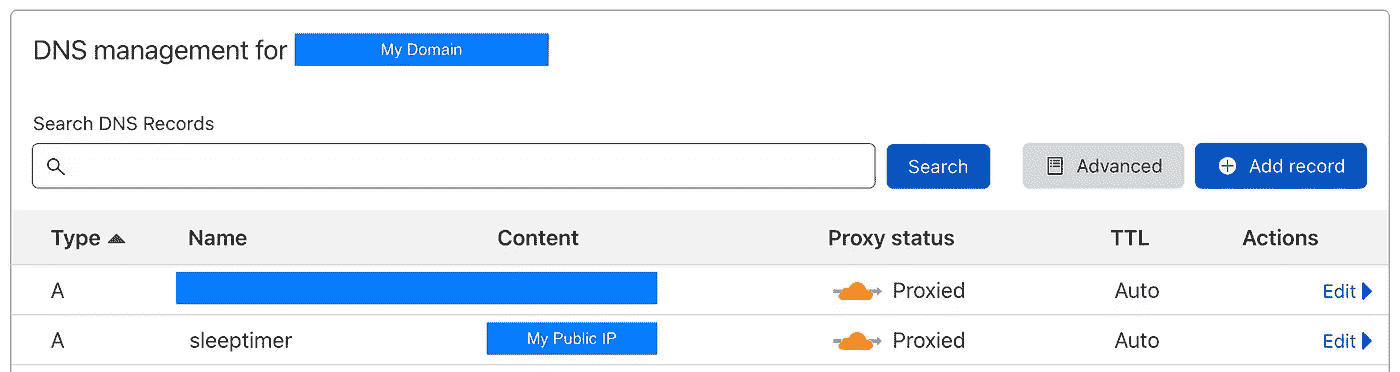 DNS management for My Domain
Search DNS Records
Search Advanced Add record
Type Name Content Proxy status TTL Actions
A Proxied Auto Edit
A sleeptimer My Public IP Proxied Auto Edit